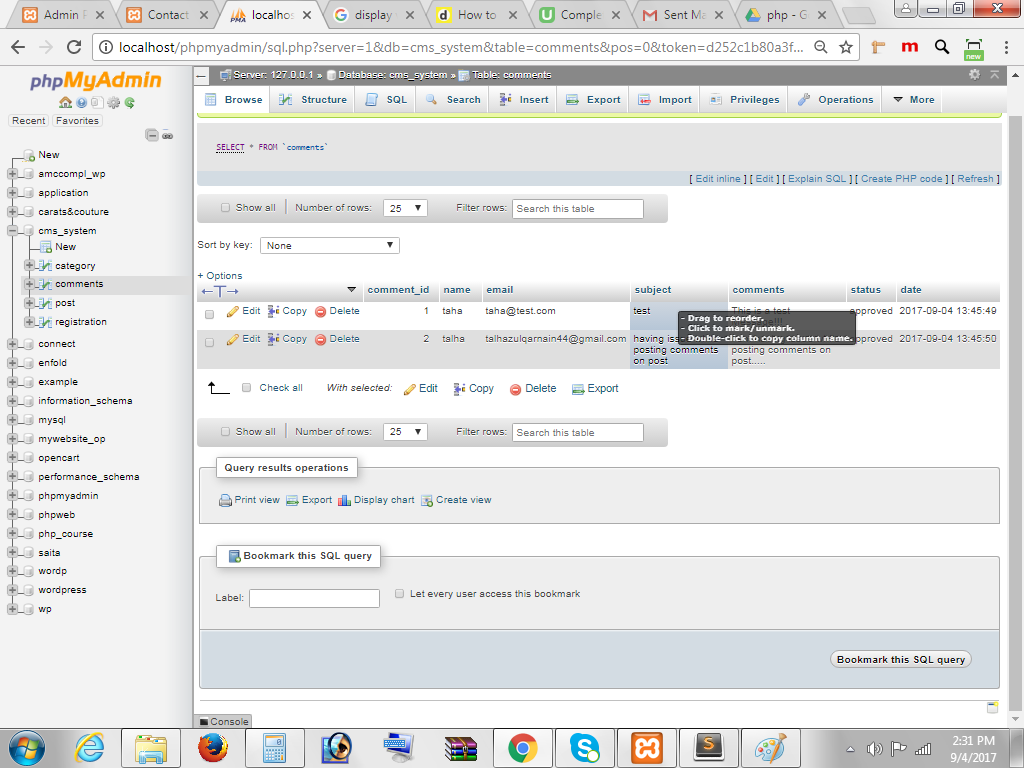 Admin P
Contact
localhos
display
How to
Comple
Sent Ma
php - G
localhost/phpmyadmin/sql.php?server=1&db=cms_system&table=comments&pos=0&token=d252c1b80a3f...
m
new
phpMyAdmin
Recent Favorites
New
amccompl_wp
application
carats&couture
cms_system
New
category
comments
post
registration
connect
enfold
example
information_schema
mysql
mywebsite_op
opencart
performance_schema
phpmyadmin
phpweb
php_course
saita
wordp
wordpress
wp
Server: 127.0.0.1 » Database: cms_system » Table: comments
Browse Structure SQL Search Insert Export Import Privileges Operations More
SELECT * FROM `comments`
[ Edit inline ] [ Edit ] [ Explain SQL ] [ Create PHP code ] [ Refresh ]
Show all Number of rows: 25 Filter rows: Search this table
Sort by key: None
+ Options
←T→ comment_id name email subject comments status date
Edit Copy Delete 1 taha taha@test.com test This is a test approved 2017-09-04 13:45:49
- Drag to reorder.
- Click to mark/unmark.
- Double-click to copy column name.
Edit Copy Delete 2 talha talhazulqarnain44@gmail.com having iss approved 2017-09-04 13:45:50
posting comments posting comments on
on post post.....
Check all With selected: Edit Copy Delete Export
Show all Number of rows: 25 Filter rows: Search this table
Query results operations
Print view Export Display chart Create view
Bookmark this SQL query
Label: Let every user access this bookmark
Bookmark this SQL query
Console
2:31 PM
9/4/2017